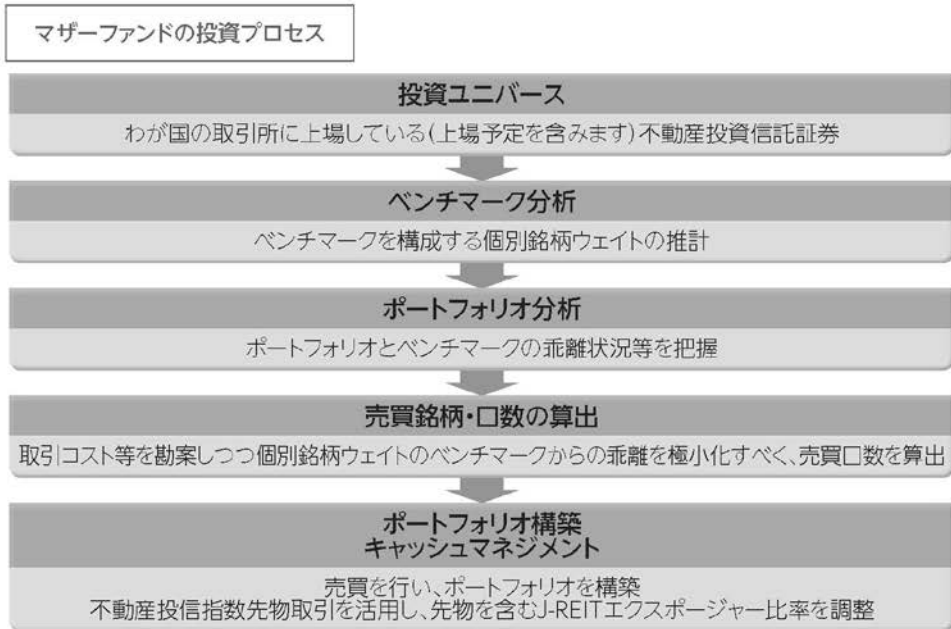 マザーファンドの投資プロセス
投資ユニバース
わが国の取引所に上場している(上場予定を含みます)不動産投資信託証券
ベンチマーク分析
ベンチマークを構成する個別銘柄ウェイトの推計
ポートフォリオ分析
ポートフォリオとベンチマークの乖離状況等を把握
売買銘柄・口数の算出
取引コスト等を勘案しつつ個別銘柄ウェイトのベンチマークからの乖離を極小化すべく、売買口数を算出
ポートフォリオ構築
キャッシュマネジメント
売買を行い、ポートフォリオを構築
不動産投信指数先物取引を活用し、先物を含むJ-REITエクスポージャー比率を調整